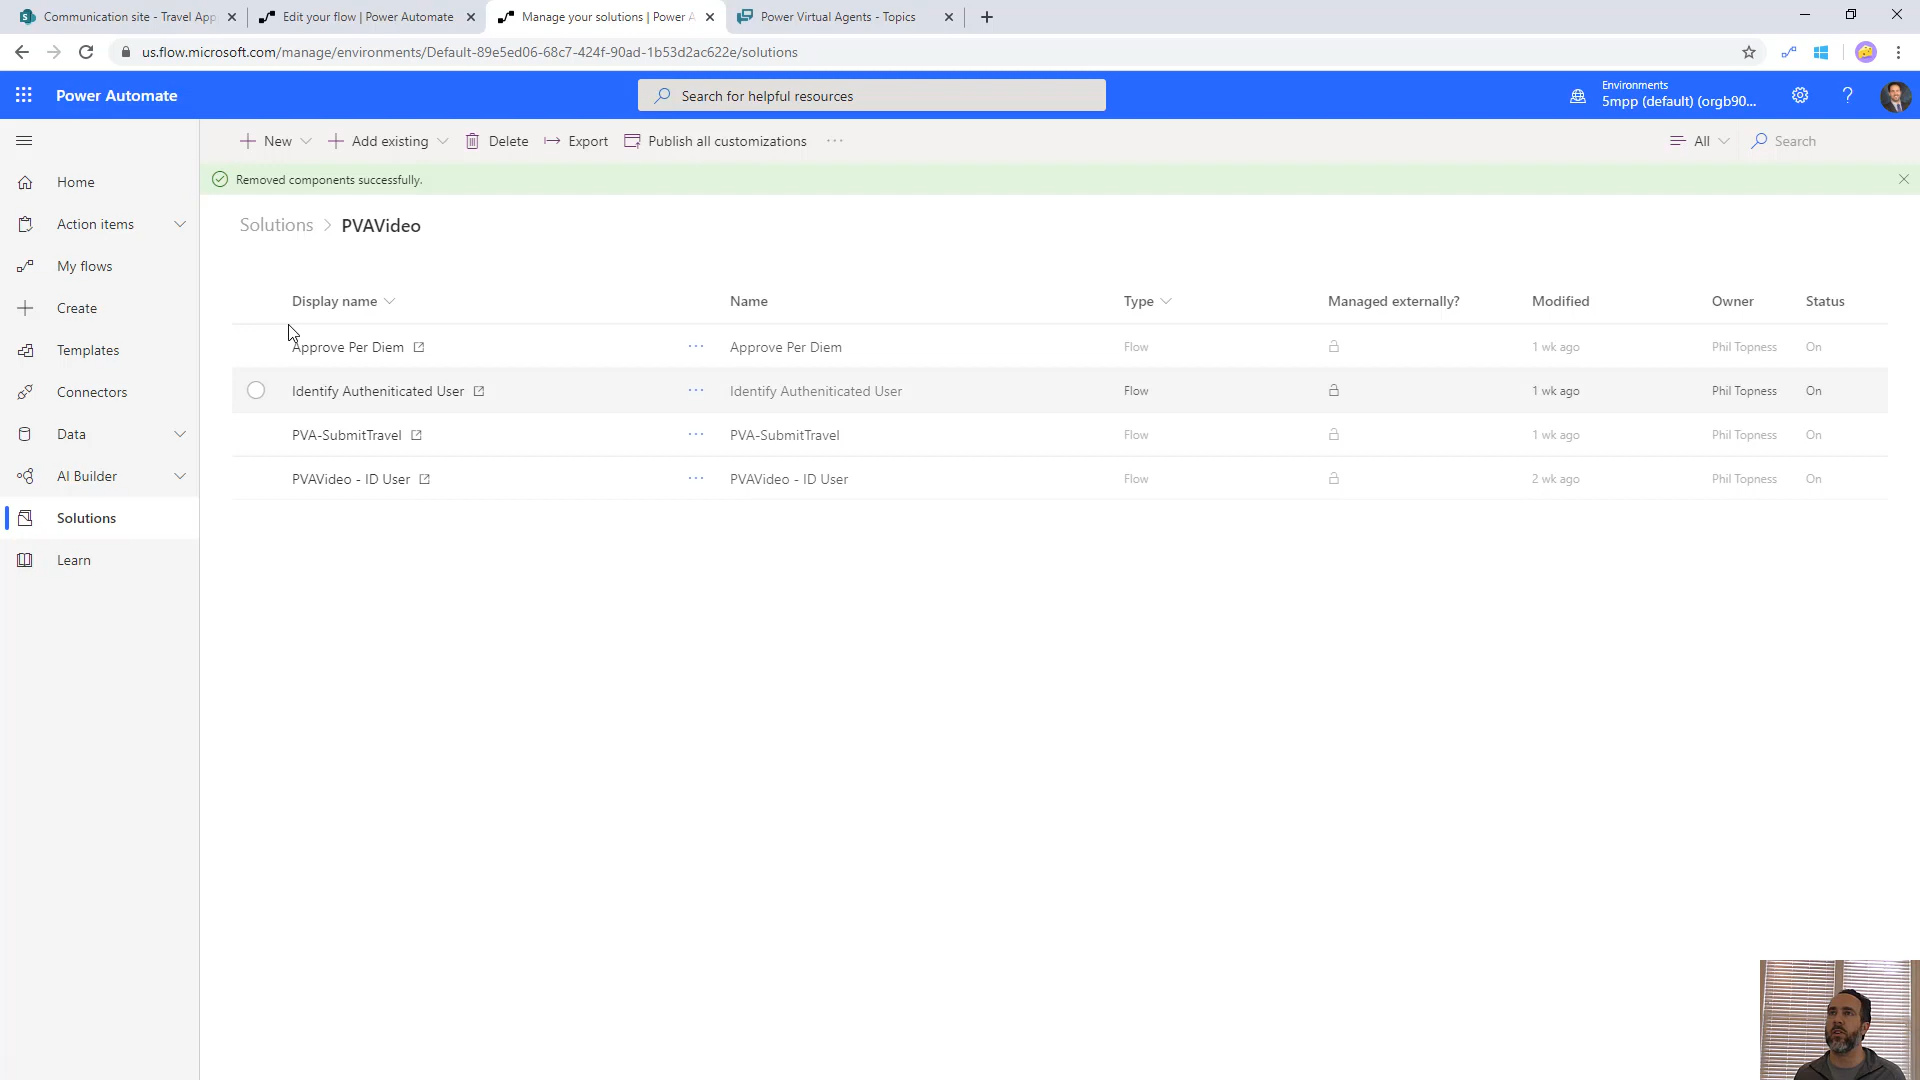 Communication site - Travel App
Edit your flow | Power Automate
Manage your solutions | Power A
Power Virtual Agents - Topics
us.flow.microsoft.com/manage/environments/Default-89e5ed06-68c7-424f-90ad-1b53d2ac622e/solutions
Power Automate
Search for helpful resources
Environments
5mpp (default) (orgb90...
New
Add existing
Delete
Export
Publish all customizations
All
Search
Removed components successfully.
Home
Action items
My flows
Create
Templates
Connectors
Data
AI Builder
Solutions
Learn
Solutions > PVAVideo
Display name Name Type Managed externally? Modified Owner Status
Approve Per Diem Approve Per Diem Flow 1 wk ago Phil Topness On
Identify Autheniticated User Identify Autheniticated User Flow 1 wk ago Phil Topness On
PVA-SubmitTravel PVA-SubmitTravel Flow 1 wk ago Phil Topness On
PVAVideo - ID User PVAVideo - ID User Flow 2 wk ago Phil Topness On